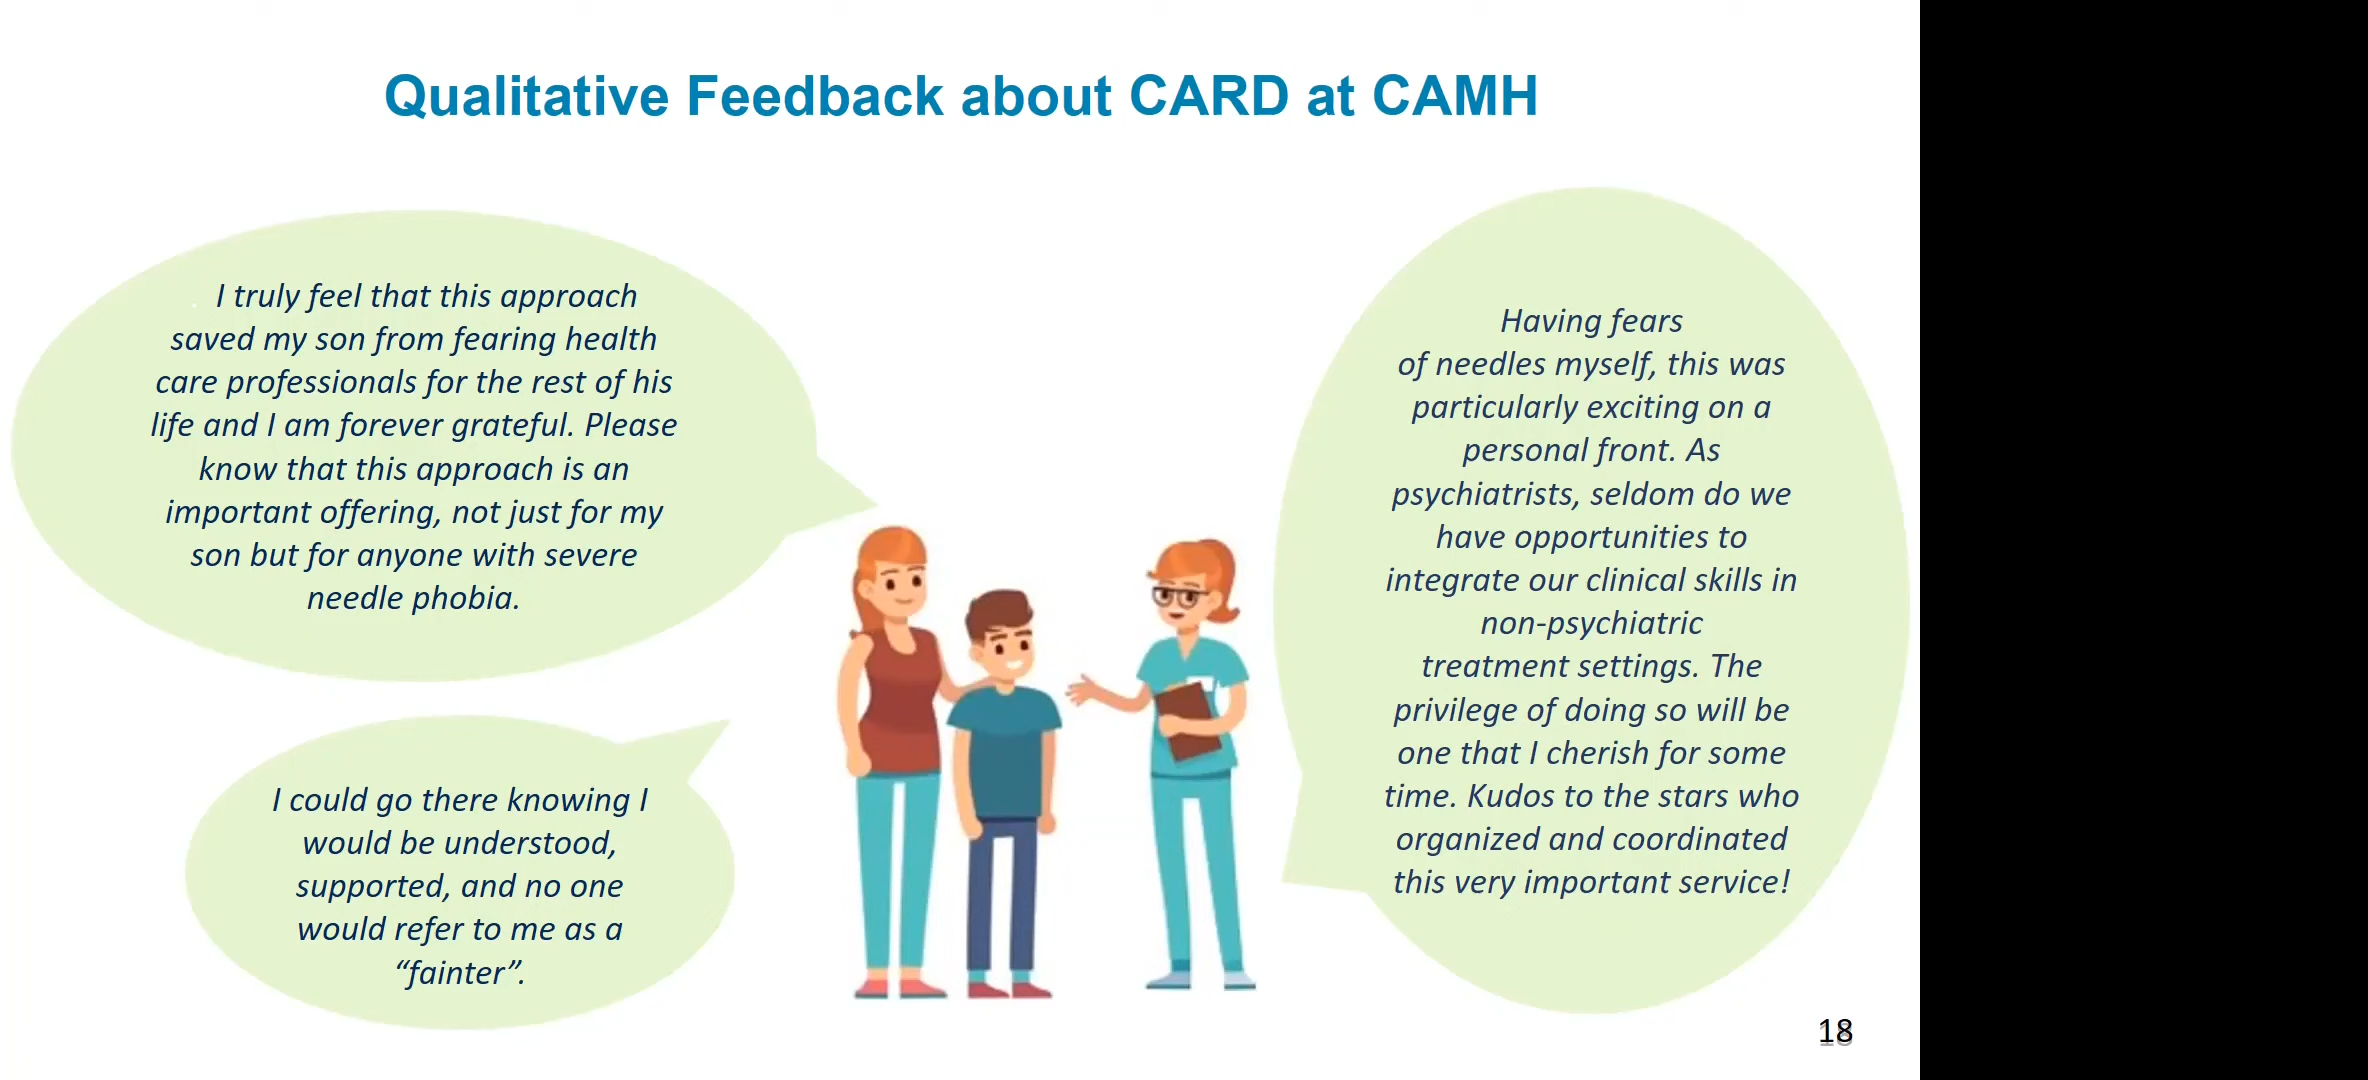 Qualitative Feedback about CARD at CAMH
I truly feel that this approach
saved my son from fearing health
care professionals for the rest of his
life and I am forever grateful. Please
know that this approach is an
important offering, not just for my
son but for anyone with severe
needle phobia.
I could go there knowing I
would be understood,
supported, and no one
would refer to me as a
“fainter”.
Having fears
of needles myself, this was
particularly exciting on a
personal front. As
psychiatrists, seldom do we
have opportunities to
integrate our clinical skills in
non-psychiatric
treatment settings. The
privilege of doing so will be
one that I cherish for some
time. Kudos to the stars who
organized and coordinated
this very important service!
18